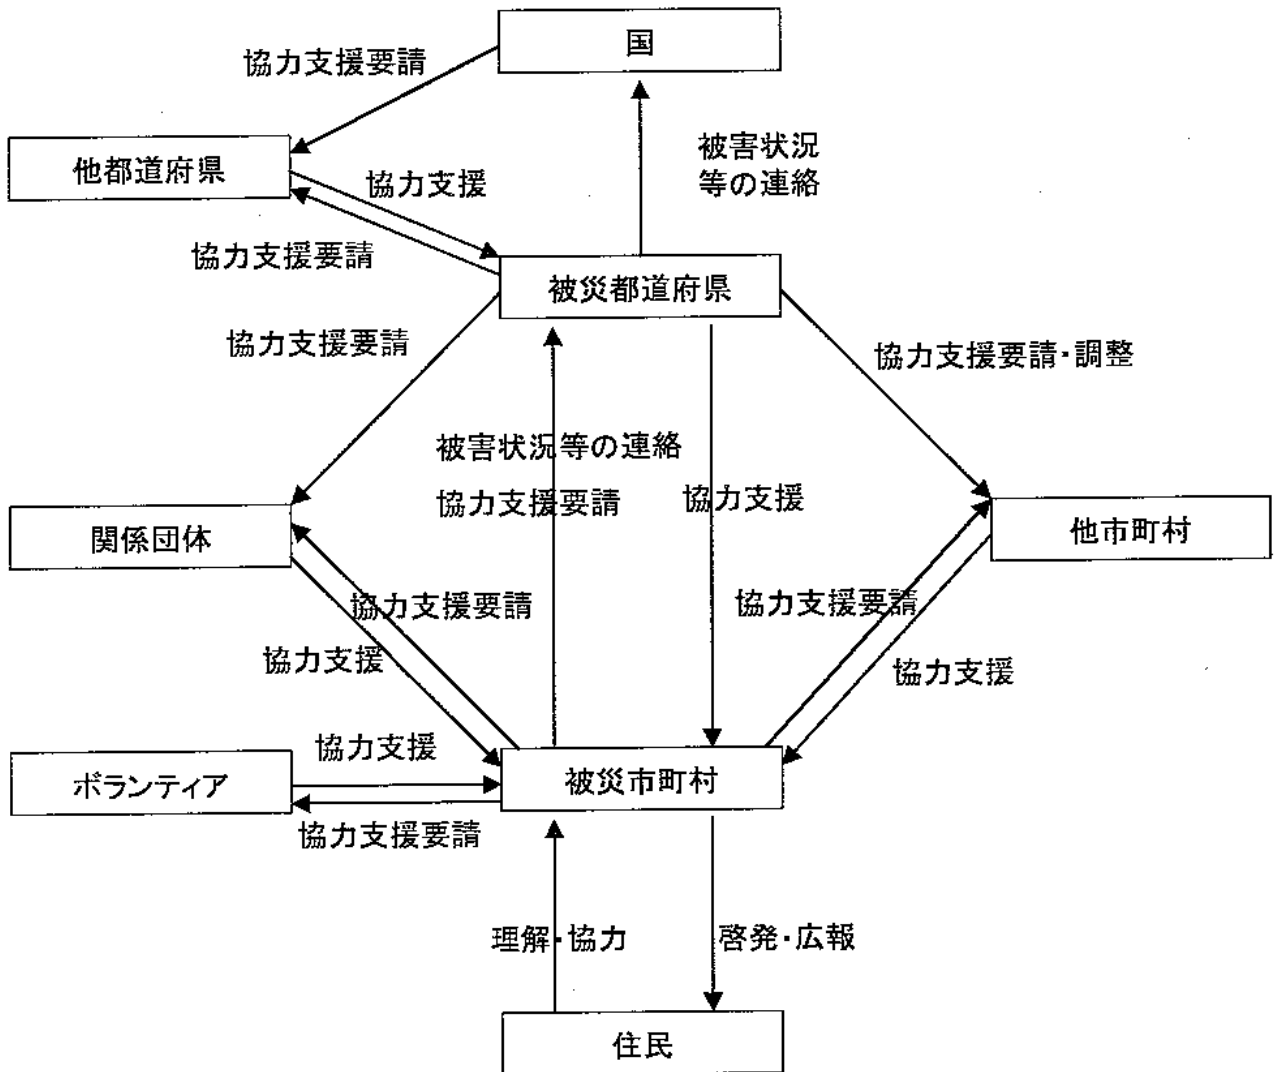 国
協力支援要請
他都道府県
被害状況
等の連絡
協力支援
協力支援要請
被災都道府県
協力支援要請
協力支援要請・調整
被害状況等の連絡
協力支援要請
協力支援
関係団体
他市町村
協力支援要請
協力支援要請
協力支援
協力支援
協力支援
ボランティア
被災市町村
協力支援要請
理解・協力
啓発・広報
住民